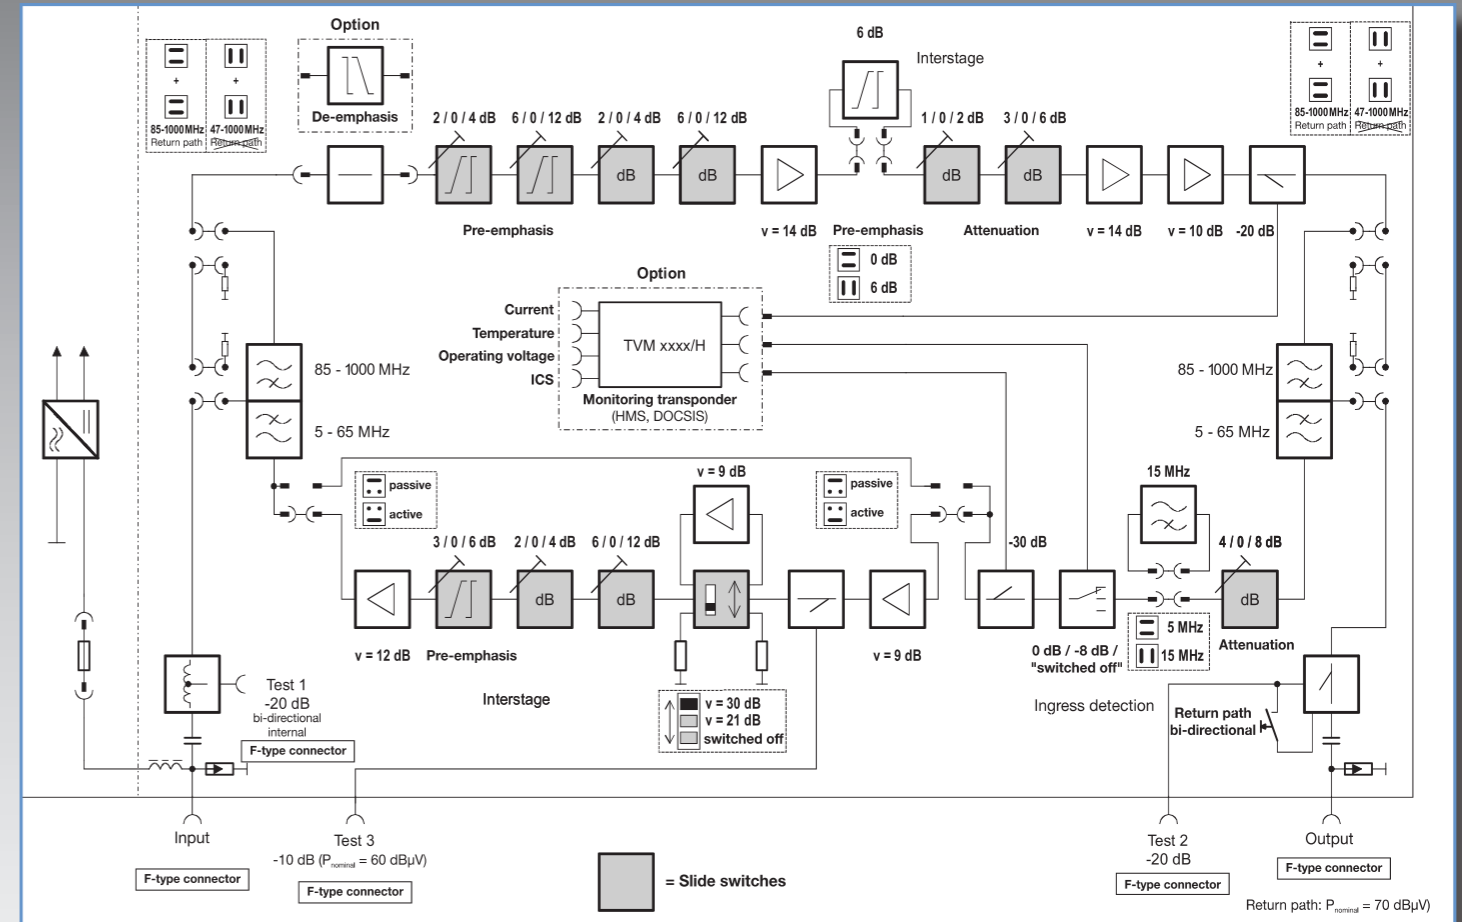 Option
De-emphasis
+
+
85-1000 MHz
47-1000 MHz
Return path
Return path
2 / 0 / 4 dB
6 / 0 / 12 dB
2 / 0 / 4 dB
6 / 0 / 12 dB
6 dB
Interstage
1 / 0 / 2 dB
3 / 0 / 6 dB
+
+
85-1000 MHz
47-1000 MHz
Return path
Return path
dB
dB
dB
dB
Pre-emphasis
v = 14 dB
Pre-emphasis
Attenuation
v = 14 dB
v = 10 dB
-20 dB
0 dB
6 dB
Option
Current
Temperature
Operating voltage
ICS
TVM xxxx/H
Monitoring transponder
(HMS, DOCSIS)
85 - 1000 MHz
5 - 65 MHz
85 - 1000 MHz
5 - 65 MHz
passive
active
v = 9 dB
passive
active
15 MHz
3 / 0 / 6 dB
2 / 0 / 4 dB
6 / 0 / 12 dB
-30 dB
4 / 0 / 8 dB
dB
dB
dB
v = 12 dB
Pre-emphasis
v = 9 dB
0 dB / -8 dB /
"switched off"
5 MHz
15 MHz
Attenuation
Interstage
v = 30 dB
v = 21 dB
switched off
Ingress detection
Test 1
-20 dB
bi-directional
internal
F-type connector
Return path
bi-directional
Input
F-type connector
Test 3
-10 dB (Pnominal = 60 dBµV)
F-type connector
= Slide switches
Test 2
-20 dB
F-type connector
Output
F-type connector
Return path: Pnominal = 70 dBµV)